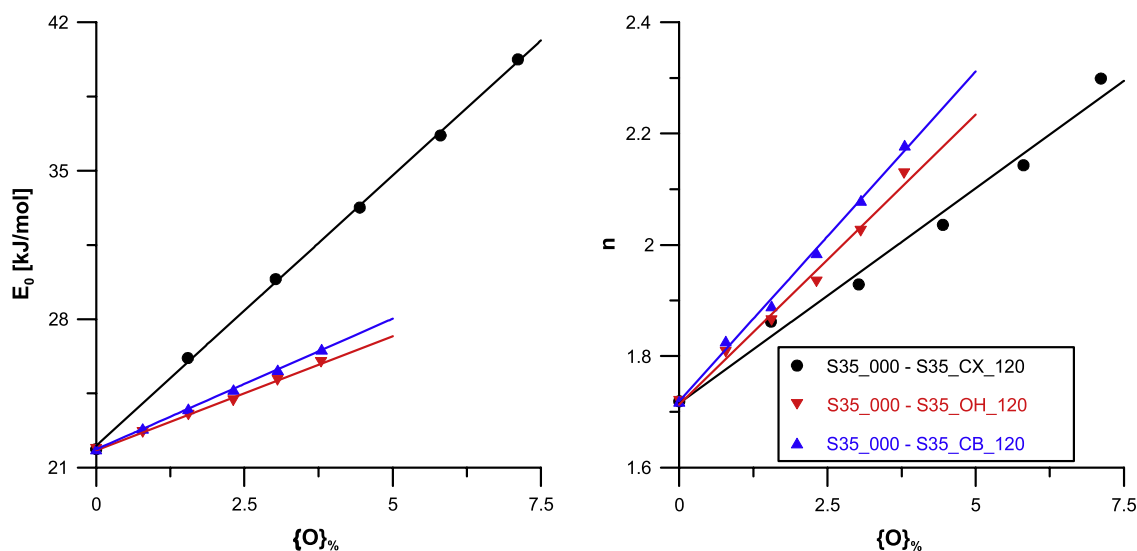 42
35
28
21
E₀ [kJ/mol]
0
2.5
5
7.5
{O}%
2.4
2.2
2
1.8
1.6
n
S35_000 - S35_CX_120
S35_000 - S35_OH_120
S35_000 - S35_CB_120
0
2.5
5
7.5
{O}%